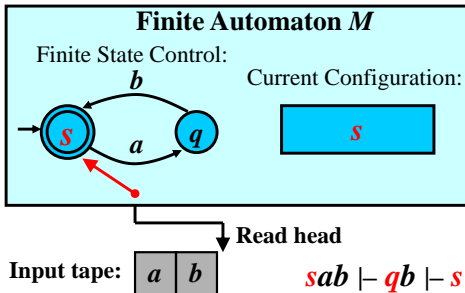 Finite Automaton M
Finite State Control:
b
Current Configuration:
s
q
s
a
Read head
Input tape:
a b
sab |– qb |– s